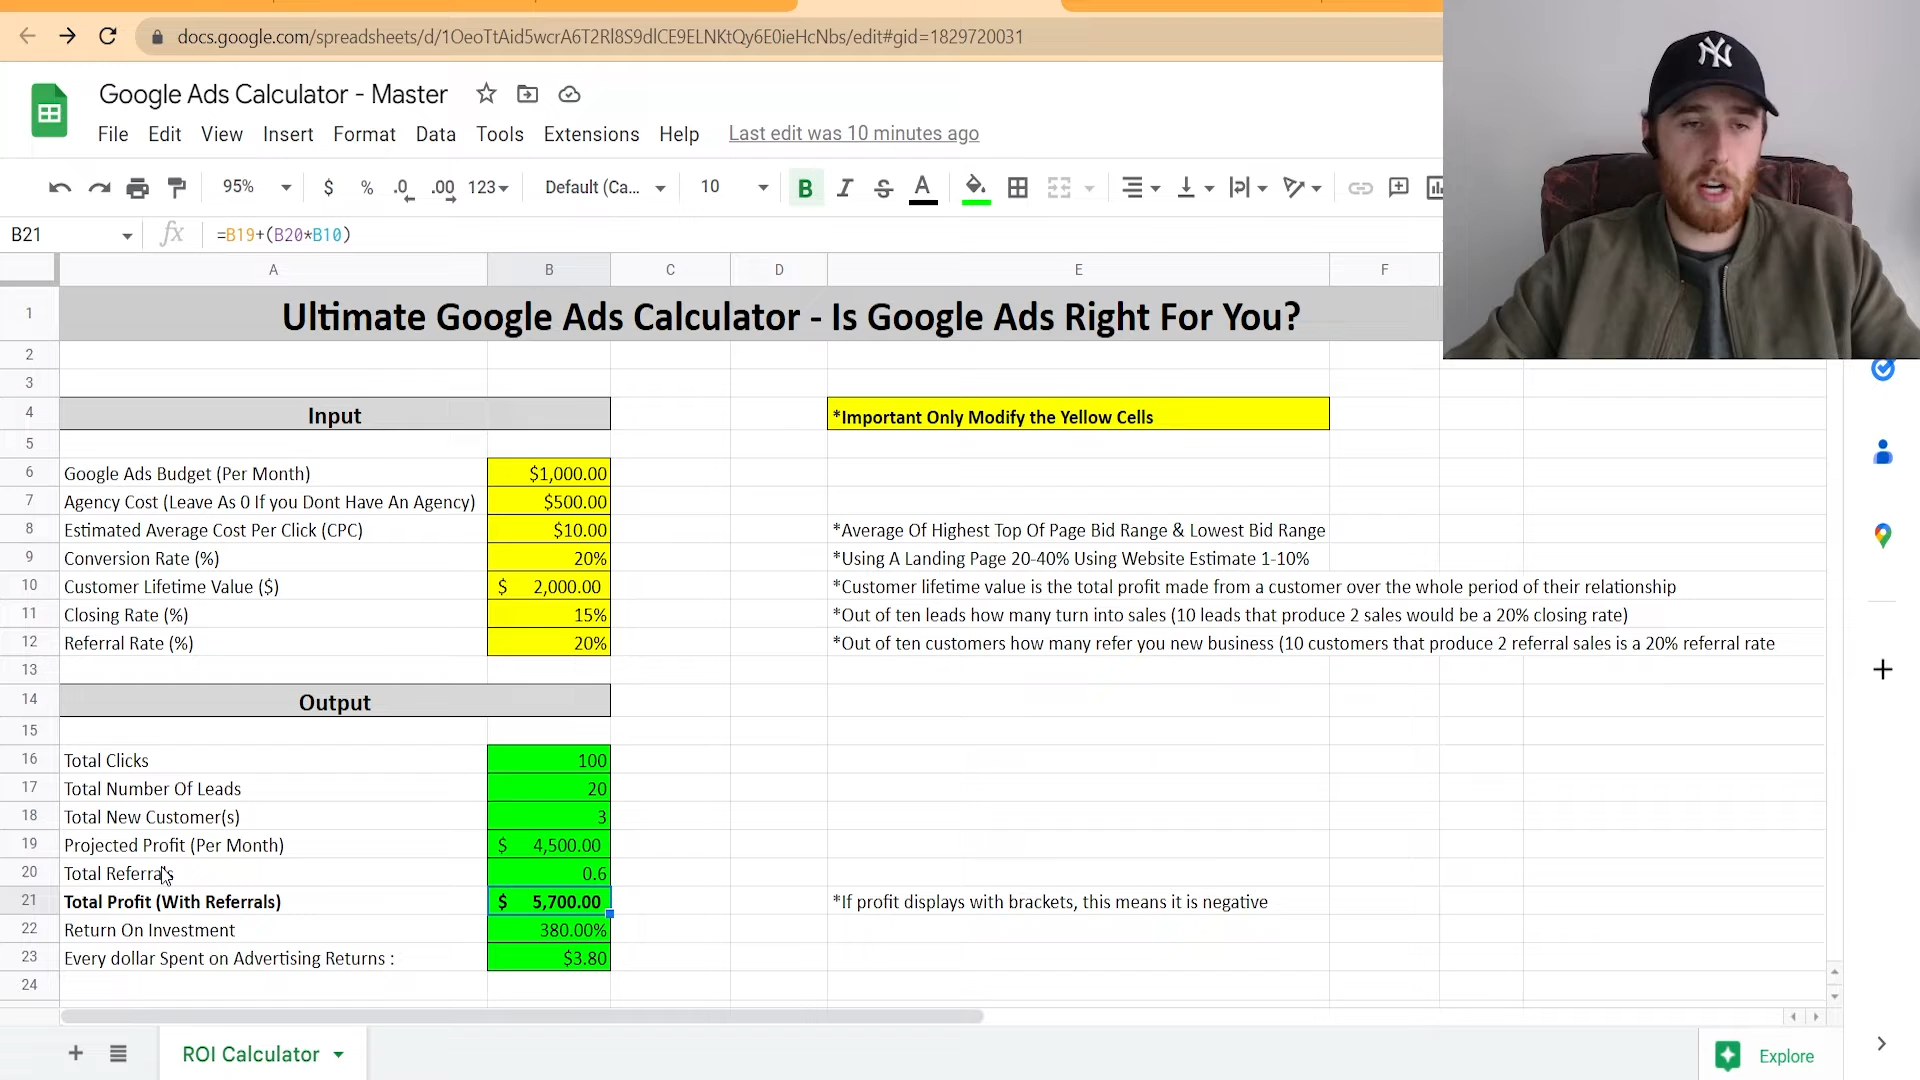 docs.google.com/spreadsheets/d/1OeoTtAid5wcrA6T2Rl8S9dlCE9ELNKtQy6E0ieHcNbs/edit#gid=1829720031
NY
Google Ads Calculator - Master
File Edit View Insert Format Data Tools Extensions Help Last edit was 10 minutes ago
95% $ % .0 .00 123 Default (Ca... 10 B I S A
B21 fx =B19+(B20*B10)
A B C D E F
1 Ultimate Google Ads Calculator - Is Google Ads Right For You?
2
3
4 Input *Important Only Modify the Yellow Cells
5
6 Google Ads Budget (Per Month) $1,000.00
7 Agency Cost (Leave As 0 If you Dont Have An Agency) $500.00
8 Estimated Average Cost Per Click (CPC) $10.00 *Average Of Highest Top Of Page Bid Range & Lowest Bid Range
9 Conversion Rate (%) 20% *Using A Landing Page 20-40% Using Website Estimate 1-10%
10 Customer Lifetime Value ($) $ 2,000.00 *Customer lifetime value is the total profit made from a customer over the whole period of their relationship
11 Closing Rate (%) 15% *Out of ten leads how many turn into sales (10 leads that produce 2 sales would be a 20% closing rate)
12 Referral Rate (%) 20% *Out of ten customers how many refer you new business (10 customers that produce 2 referral sales is a 20% referral rate
13
14 Output
15
16 Total Clicks 100
17 Total Number Of Leads 20
18 Total New Customer(s) 3
19 Projected Profit (Per Month) $ 4,500.00
20 Total Referrals 0.6
21 Total Profit (With Referrals) $ 5,700.00 *If profit displays with brackets, this means it is negative
22 Return On Investment 380.00%
23 Every dollar Spent on Advertising Returns : $3.80
24
ROI Calculator Explore